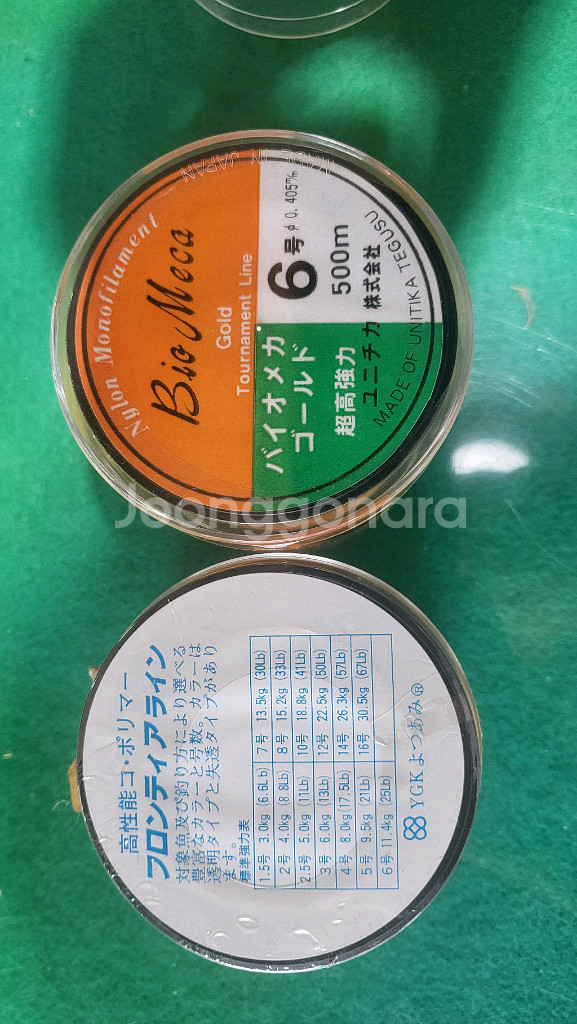 MADE IN JAPAN
Nylon Monofilament
Bio Meca
Gold
Tournament Line
6号 φ 0.405%
500m
バイオメカ
ゴールド
超高強力
ユニチカ株式会社
MADE OF UNITIKA TEGUSU
Joonggonara
高性能コ・ポリマー
フロンティアライン
対象魚及び釣り方により選べる
豊富なカラーと号数。カラーは
透明タイプと失透タイプがあり
ます。
標準強力表
1.5号 3.0kg (6.6Lb) 7号 13.5kg (30Lb)
2号 4.0kg (8.8Lb) 8号 15.2kg (33Lb)
2.5号 5.0kg (11Lb) 10号 18.8kg (41Lb)
3号 6.0kg (13Lb) 12号 22.5kg (50Lb)
4号 8.0kg (17.5Lb) 14号 26.3kg (57Lb)
5号 9.5kg (21Lb) 16号 30.5kg (67Lb)
6号 11.4kg (25Lb)
YGKよつあみ®